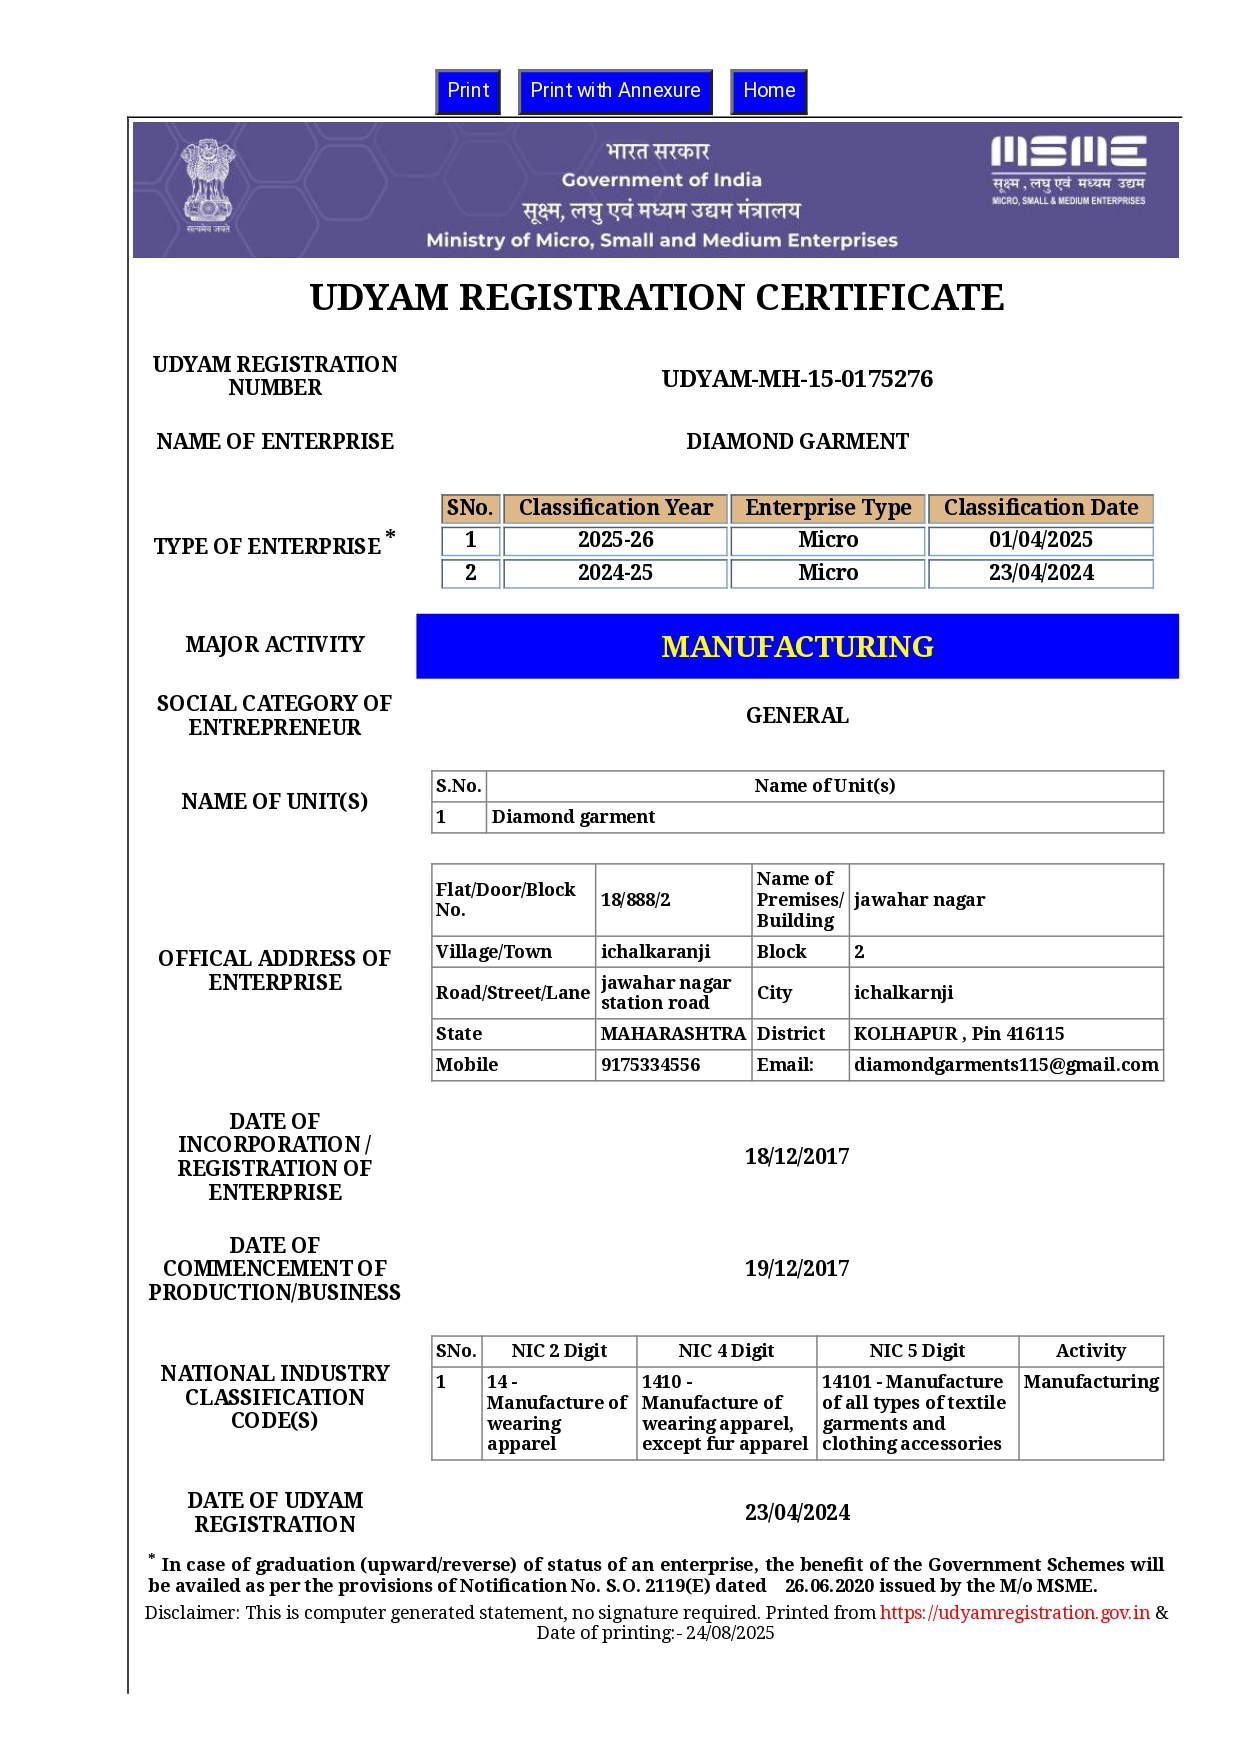 Print Print with Annexure Home
भारत सरकार
Government of India
सूक्ष्म, लघु एवं मध्यम उद्यम मंत्रालय
Ministry of Micro, Small and Medium Enterprises
सत्यमेव जयते
MSME
सूक्ष्म , लघु एवं मध्यम उद्यम
MICRO, SMALL & MEDIUM ENTERPRISES
UDYAM REGISTRATION CERTIFICATE
UDYAM REGISTRATION
NUMBER
UDYAM-MH-15-0175276
NAME OF ENTERPRISE
DIAMOND GARMENT
TYPE OF ENTERPRISE *
SNo. Classification Year Enterprise Type Classification Date
1 2025-26 Micro 01/04/2025
2 2024-25 Micro 23/04/2024
MAJOR ACTIVITY
MANUFACTURING
SOCIAL CATEGORY OF
ENTREPRENEUR
GENERAL
NAME OF UNIT(S)
S.No. Name of Unit(s)
1 Diamond garment
OFFICAL ADDRESS OF
ENTERPRISE
Flat/Door/Block
No.
18/888/2
Name of
Premises/
Building
jawahar nagar
Village/Town ichalkaranji Block 2
Road/Street/Lane
jawahar nagar
station road
City ichalkarnji
State MAHARASHTRA District KOLHAPUR , Pin 416115
Mobile 9175334556 Email: diamondgarments115@gmail.com
DATE OF
INCORPORATION /
REGISTRATION OF
ENTERPRISE
18/12/2017
DATE OF
COMMENCEMENT OF
PRODUCTION/BUSINESS
19/12/2017
NATIONAL INDUSTRY
CLASSIFICATION
CODE(S)
SNo. NIC 2 Digit NIC 4 Digit NIC 5 Digit Activity
1
14 -
Manufacture of
wearing
apparel
1410 -
Manufacture of
wearing apparel,
except fur apparel
14101 - Manufacture
of all types of textile
garments and
clothing accessories
Manufacturing
DATE OF UDYAM
REGISTRATION
23/04/2024
* In case of graduation (upward/reverse) of status of an enterprise, the benefit of the Government Schemes will
be availed as per the provisions of Notification No. S.O. 2119(E) dated 26.06.2020 issued by the M/o MSME.
Disclaimer: This is computer generated statement, no signature required. Printed from https://udyamregistration.gov.in &
Date of printing:- 24/08/2025